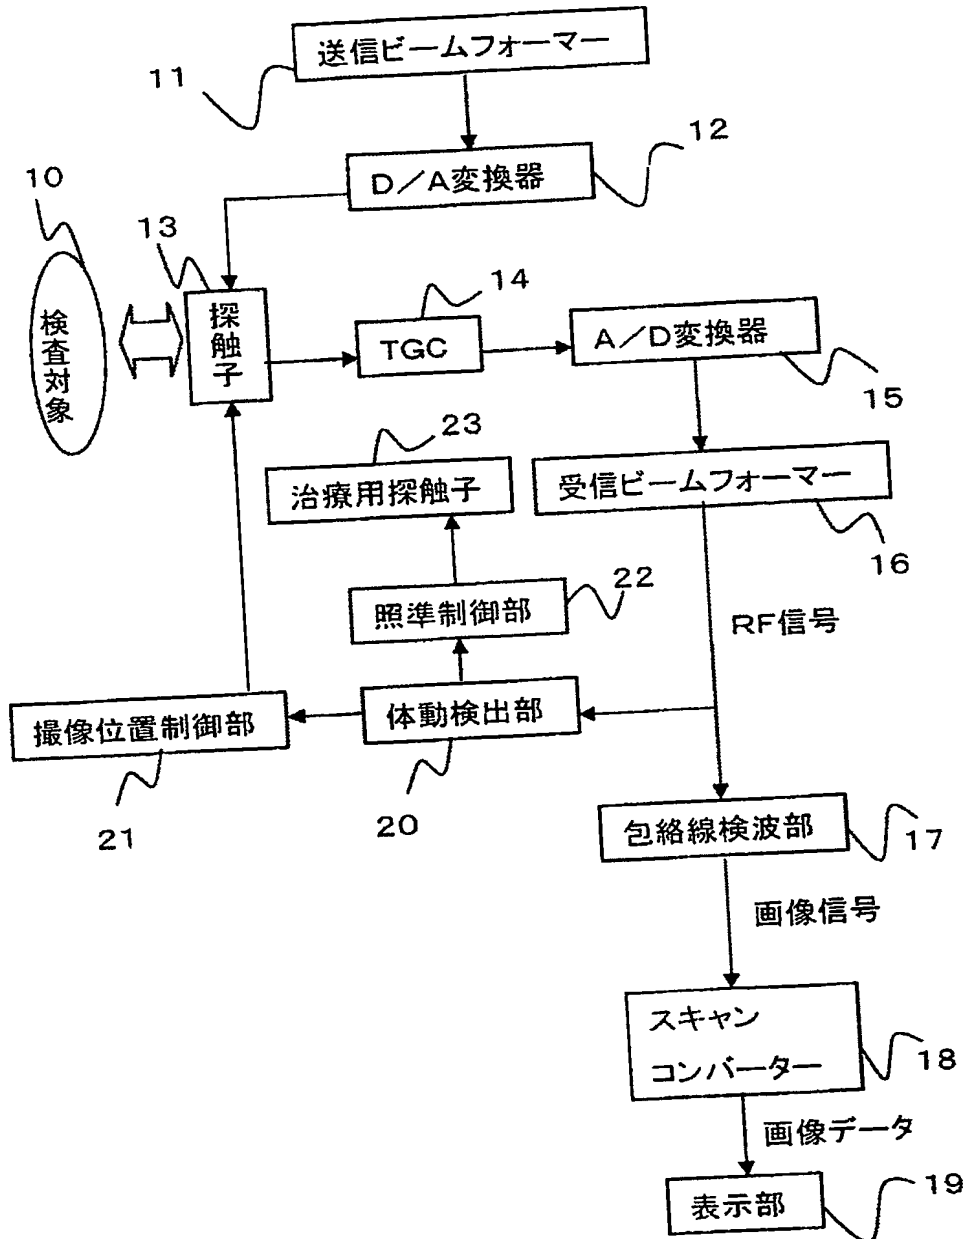 送信ビームフォーマー
11
D／A変換器
12
10
検査対象
13
探触子
14
TGC
A／D変換器
15
23
治療用探触子
受信ビームフォーマー
16
22
照準制御部
RF信号
体動検出部
20
撮像位置制御部
21
包絡線検波部
17
画像信号
スキャン
コンバーター
18
画像データ
表示部
19